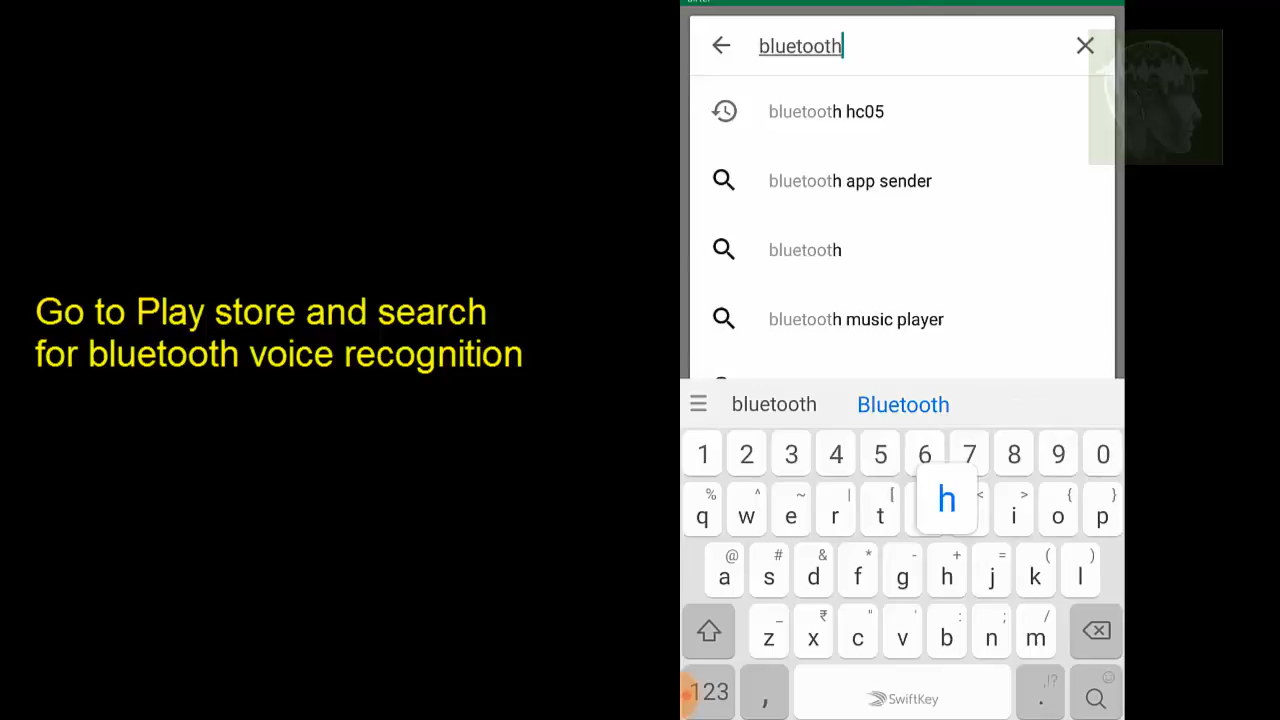 Go to Play store and search
for bluetooth voice recognition
bluetooth
bluetooth hc05
bluetooth app sender
bluetooth
bluetooth music player
bluetooth Bluetooth
1 2 3 4 5 6 7 8 9 0
% ^ ~ | [ < > { }
q w e r t h i o p
@ # & * - + = ( )
a s d f g h j k l
_ ₹ " ' : ; /
z x c v b n m
123 , SwiftKey . ,!?